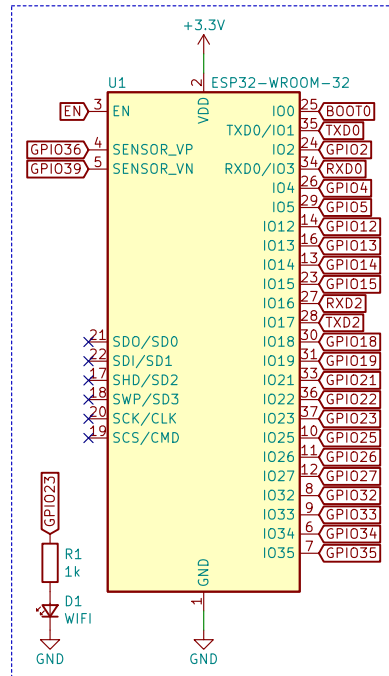 +3.3V
U1 ESP32-WROOM-32
2
VDD
EN 3 EN
GPIO36 4 SENSOR_VP
GPIO39 5 SENSOR_VN
IO0 25 BOOT0
TXD0/IO1 35 TXD0
IO2 24 GPIO2
RXD0/IO3 34 RXD0
IO4 26 GPIO4
IO5 29 GPIO5
IO12 14 GPIO12
IO13 16 GPIO13
IO14 13 GPIO14
IO15 23 GPIO15
IO16 27 RXD2
IO17 28 TXD2
21 SDO/SD0 IO18 30 GPIO18
22 SDI/SD1 IO19 31 GPIO19
17 SHD/SD2 IO21 33 GPIO21
18 SWP/SD3 IO22 36 GPIO22
20 SCK/CLK IO23 37 GPIO23
19 SCS/CMD IO25 10 GPIO25
IO26 11 GPIO26
IO27 12 GPIO27
IO32 8 GPIO32
IO33 9 GPIO33
IO34 6 GPIO34
IO35 7 GPIO35
GPIO23
R1
1k
D1
WIFI
GND
GND
1
GND